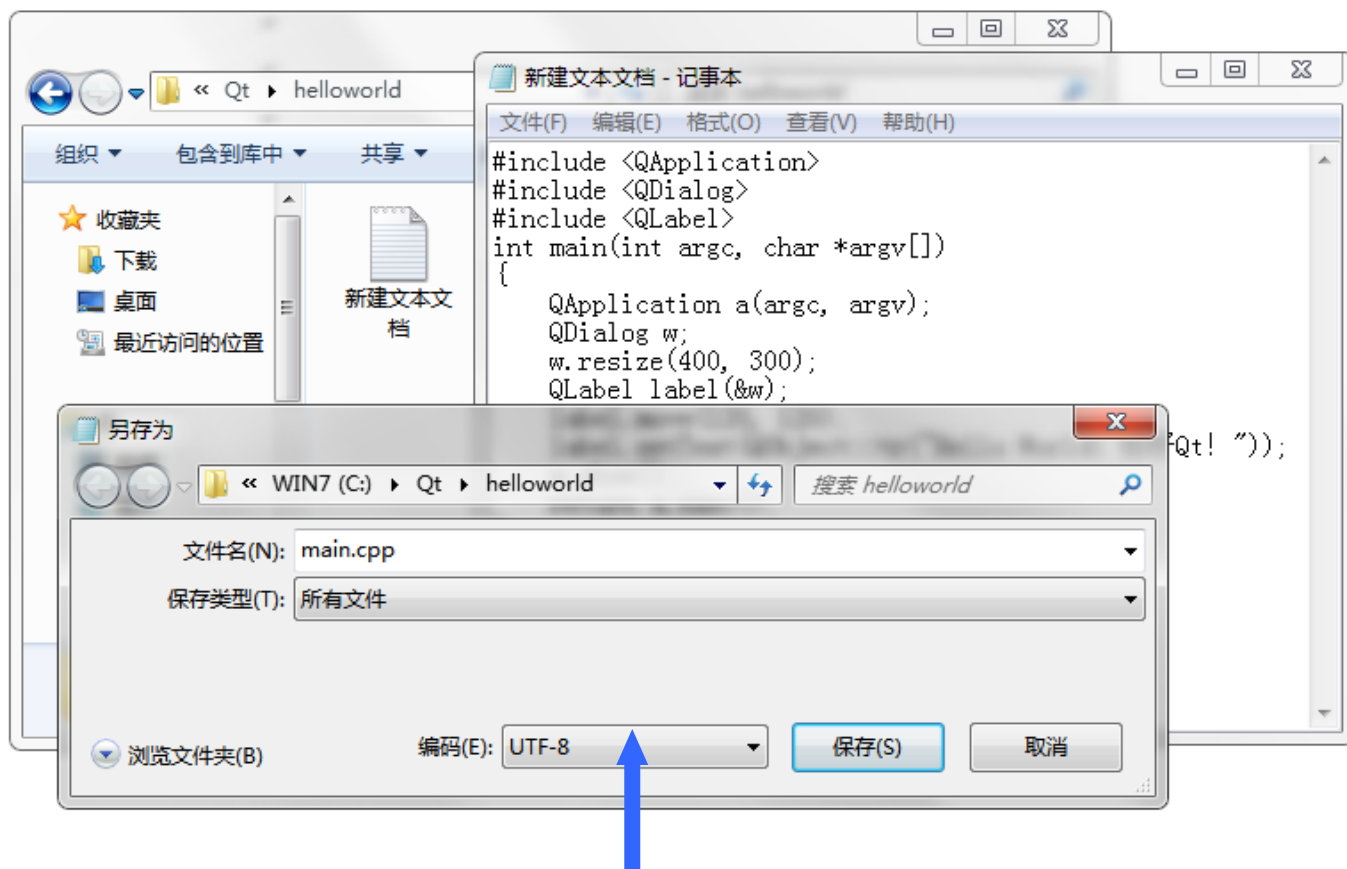 « Qt ▸ helloworld
组织 包含到库中 共享
收藏夹
下载
桌面
最近访问的位置
新建文本文
档
新建文本文档 - 记事本
文件(F) 编辑(E) 格式(O) 查看(V) 帮助(H)
#include <QApplication>
#include <QDialog>
#include <QLabel>
int main(int argc, char *argv[])
{
QApplication a(argc, argv);
QDialog w;
w.resize(400, 300);
QLabel label(&w);
Qt! "));
另存为
« WIN7 (C:) ▸ Qt ▸ helloworld
搜索 helloworld
文件名(N): main.cpp
保存类型(T): 所有文件
浏览文件夹(B)
编码(E): UTF-8
保存(S)
取消